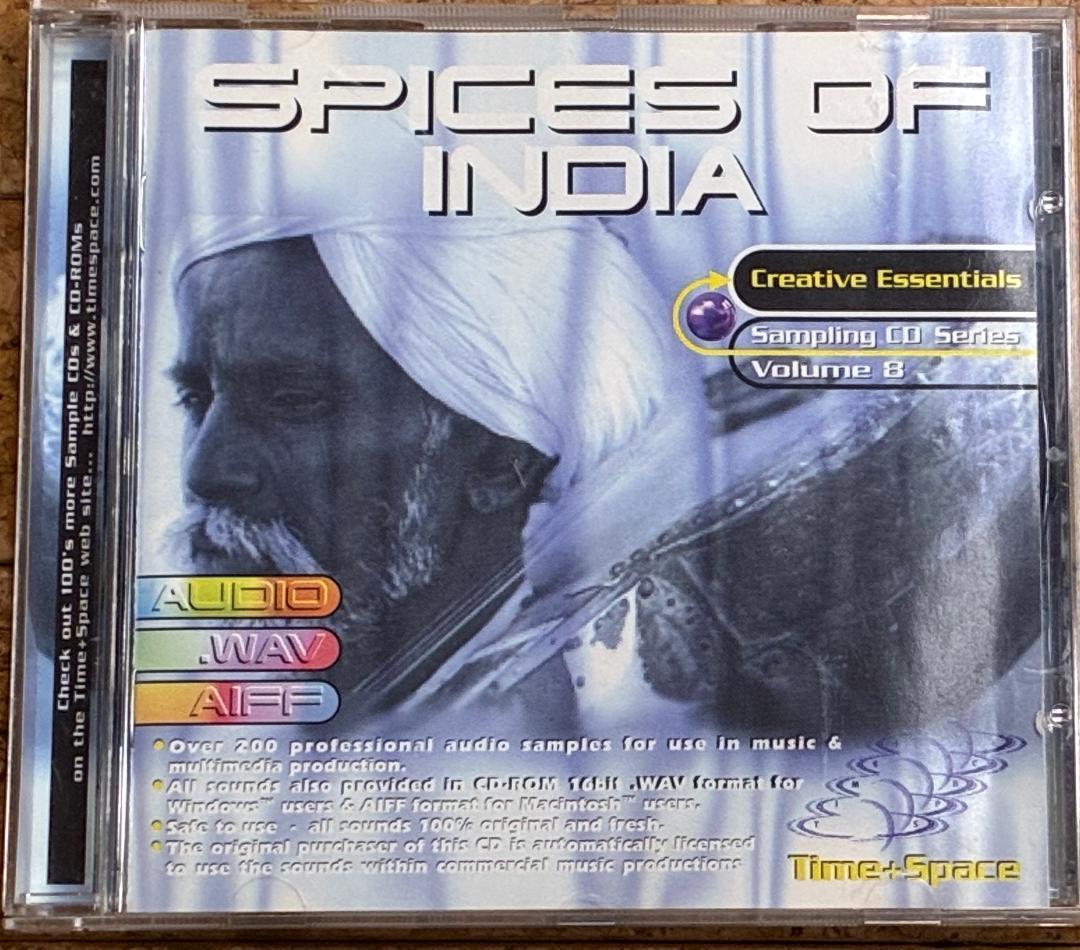 SPICES OF
INDIA
Creative Essentials
Sampling CD Series
Volume 8
AUDIO
.WAV
AIFF
•Over 200 professional audio samples for use in music &
multimedia production.
•All sounds also provided in CD-ROM 16bit .WAV format for
Windows™ users & AIFF format for Macintosh™ users.
•Safe to use - all sounds 100% original and fresh.
•The original purchaser of this CD is automatically licensed
to use the sounds within commercial music productions
Time+Space
Check out 100's more Sample CDs & CD-ROMs
on the Time+Space web site... http://www.timespace.com